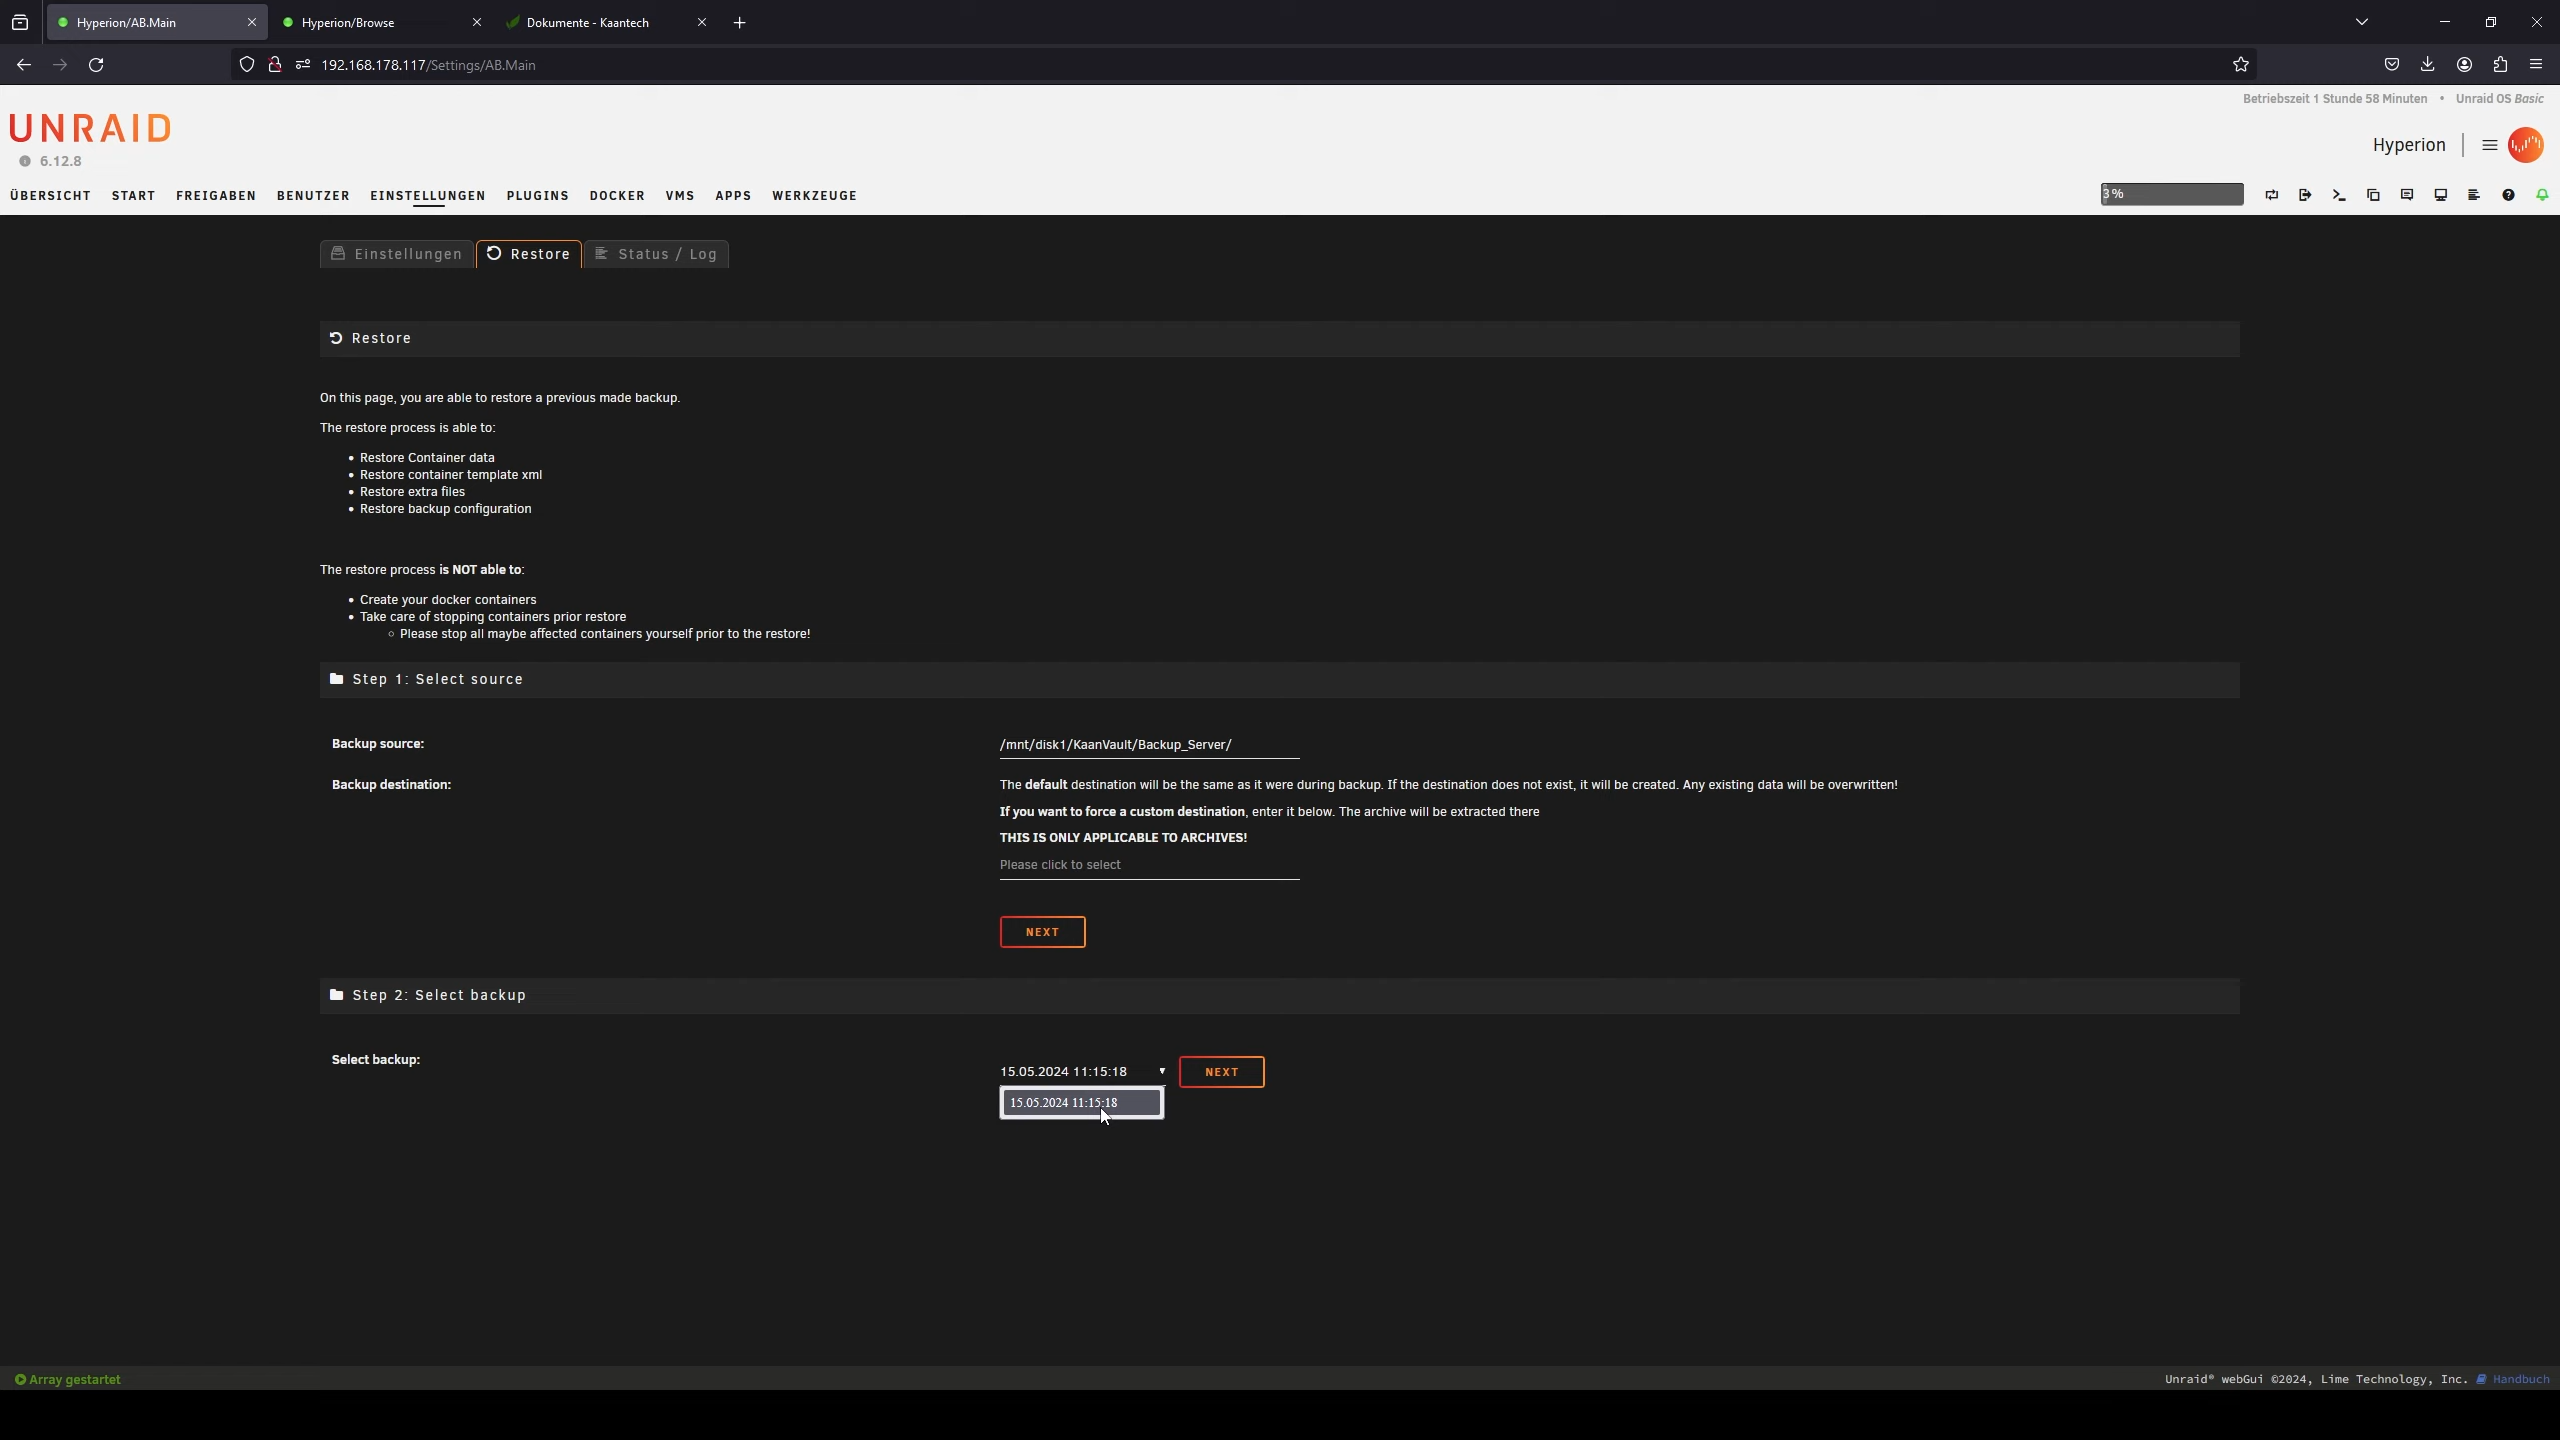 Hyperion/AB.Main
Hyperion/Browse
Dokumente - Kaantech
192.168.178.117/Settings/AB.Main
Betriebszeit 1 Stunde 58 Minuten • Unraid OS Basic
UNRAID
6.12.8
Hyperion
ÜBERSICHT START FREIGABEN BENUTZER EINSTELLUNGEN PLUGINS DOCKER VMS APPS WERKZEUGE
3%
Einstellungen
Restore
Status / Log
Restore
On this page, you are able to restore a previous made backup.
The restore process is able to:
• Restore Container data
• Restore container template xml
• Restore extra files
• Restore backup configuration
The restore process is NOT able to:
• Create your docker containers
• Take care of stopping containers prior restore
◦ Please stop all maybe affected containers yourself prior to the restore!
Step 1: Select source
Backup source:
/mnt/disk1/KaanVault/Backup_Server/
Backup destination:
The default destination will be the same as it were during backup. If the destination does not exist, it will be created. Any existing data will be overwritten!
If you want to force a custom destination, enter it below. The archive will be extracted there
THIS IS ONLY APPLICABLE TO ARCHIVES!
Please click to select
NEXT
Step 2: Select backup
Select backup:
15.05.2024 11:15:18
NEXT
15.05.2024 11:15:18
Array gestartet
Unraid® webGui ©2024, Lime Technology, Inc. Handbuch